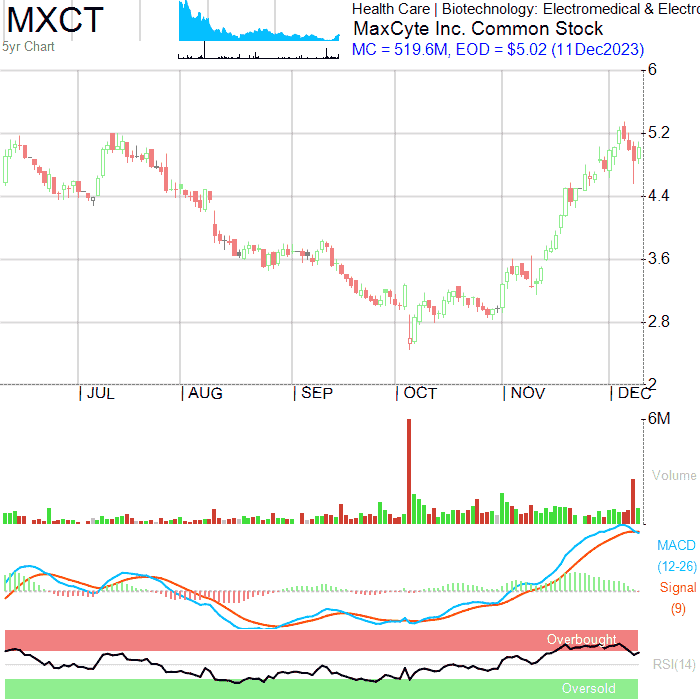 MXCT
5yr Chart
Health Care | Biotechnology: Electromedical & Electro
MaxCyte Inc. Common Stock
MC = 519.6M, EOD = $5.02 (11Dec2023)
6
5.2
4.4
3.6
2.8
2
| JUL | AUG | SEP | OCT | NOV | DEC
6M
Volume
MACD
(12-26)
Signal
(9)
Overbought
RSI(14)
Oversold